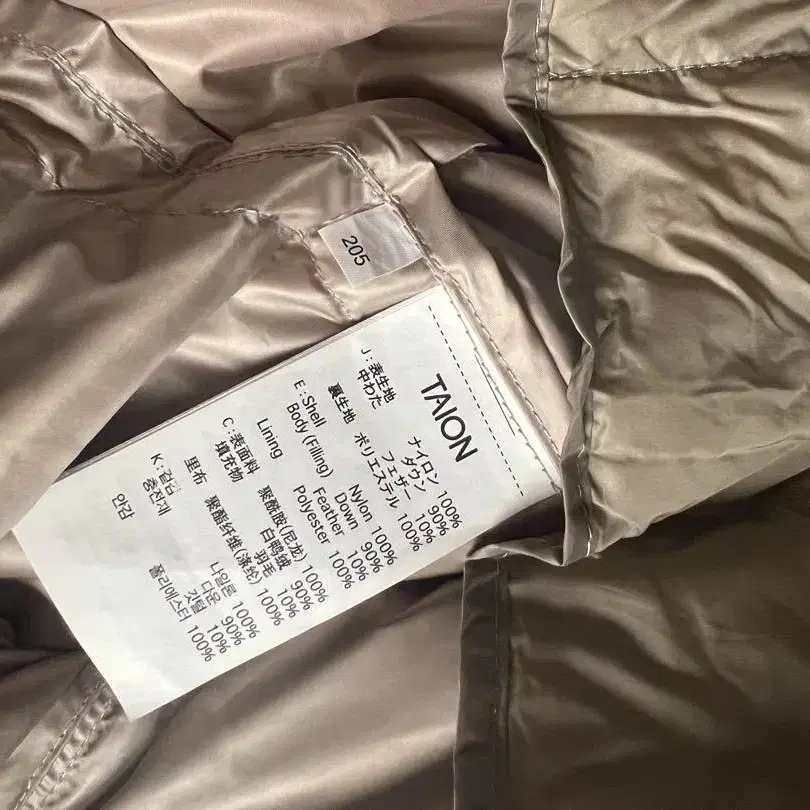 205
TAION
J:表生地 ナイロン 100%
中わた ダウン 90%
フェザー 10%
裏生地 ポリエステル 100%
E:Shell Nylon 100%
Body(Filling) Down 90%
Feather 10%
Lining Polyester 100%
C:表面料 聚酰胺(尼龙) 100%
填充物 白鸭绒 90%
羽毛 10%
里布 聚酯纤维(涤纶) 100%
K:겉감 나일론 100%
충전재 다운 90%
깃털 10%
안감 폴리에스터 100%